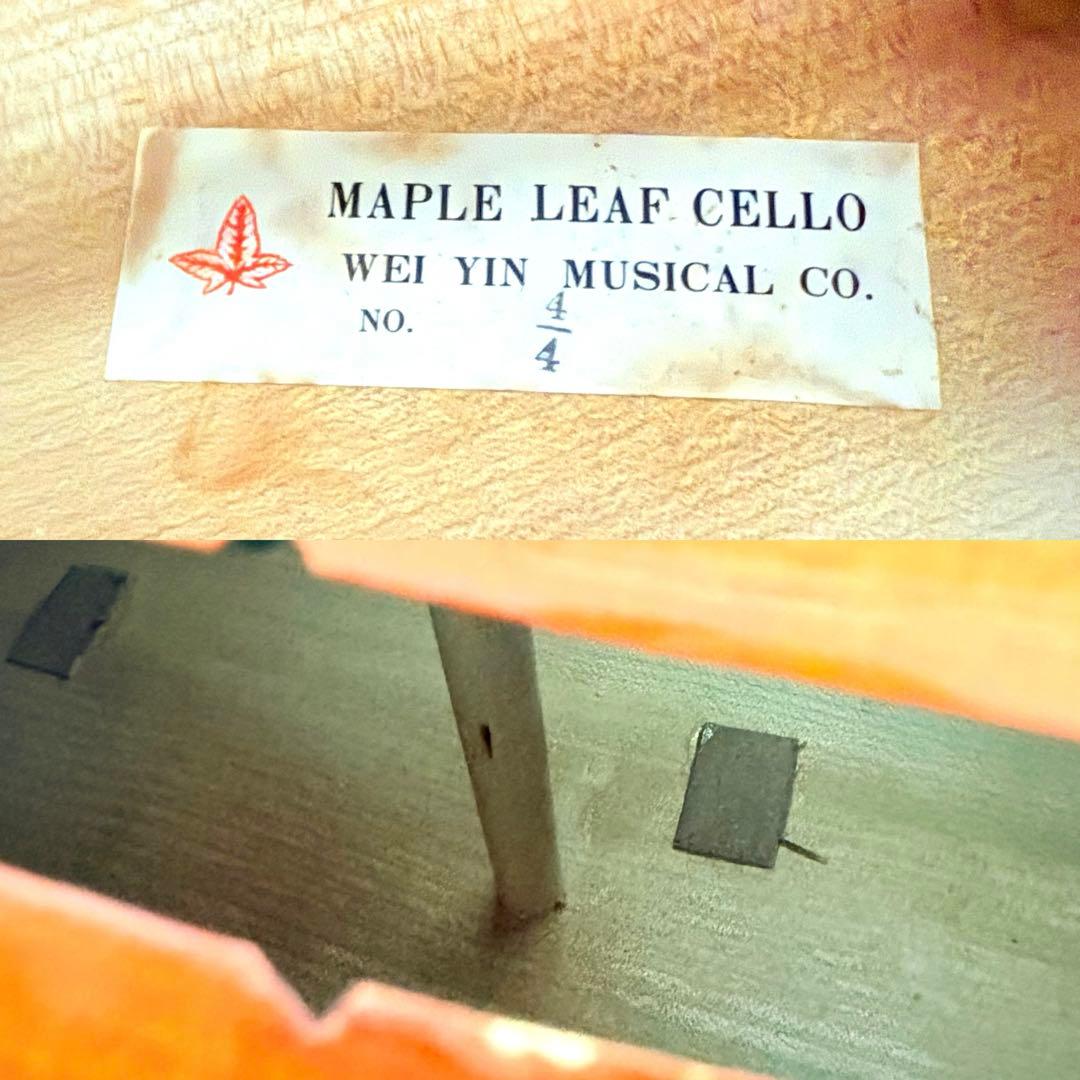 MAPLE LEAF CELLO
WEI YIN MUSICAL CO.
NO. 4/4